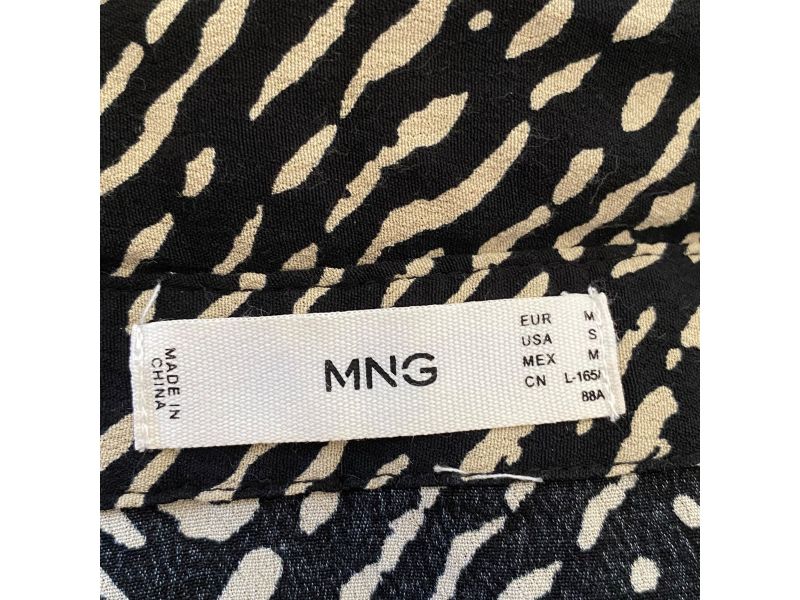 MADE IN
CHINA
MNG
EUR M
USA S
MEX M
CN L-165/
88A